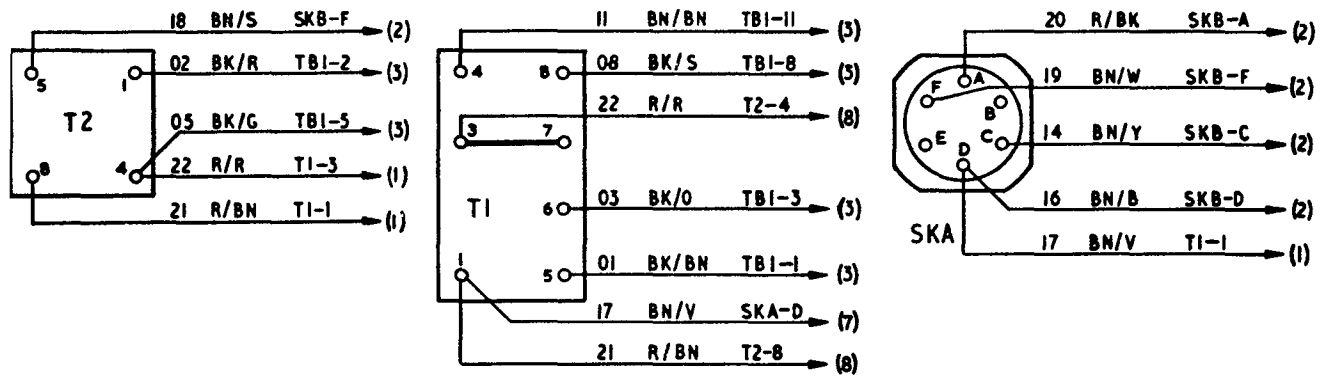 18 BN/S SKB-F (2)
5
1 02 BK/R TB1-2 (3)
T2
05 BK/G TB1-5 (3)
8
4 22 R/R T1-3 (1)
21 R/BN T1-1 (1)
11 BN/BN TB1-11 (3)
4
8 08 BK/S TB1-8 (3)
22 R/R T2-4 (8)
3 7
T1
6 03 BK/O TB1-3 (3)
1
5 01 BK/BN TB1-1 (3)
17 BN/V SKA-D (7)
21 R/BN T2-8 (8)
20 R/BK SKB-A (2)
A
F 19 BN/W SKB-F (2)
B
E
C 14 BN/Y SKB-C (2)
D
16 BN/B SKB-D (2)
SKA
17 BN/V T1-1 (1)